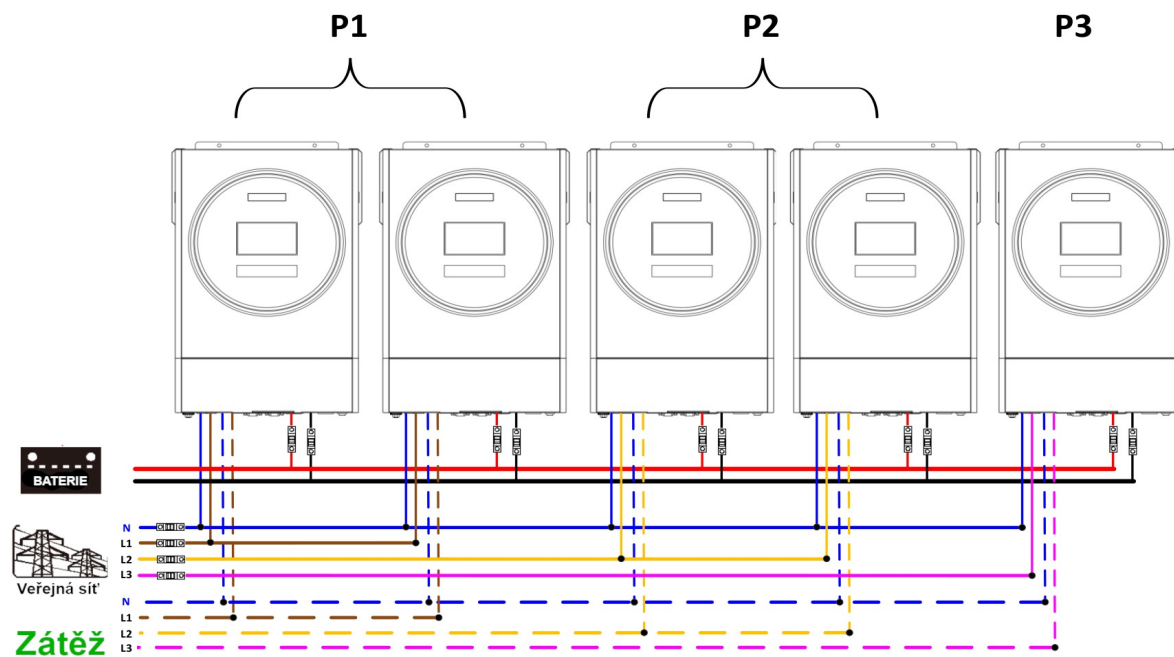 P1
P2
P3
BATERIE
N
L1
L2
L3
Veřejná síť
N
L1
L2
L3
Zátěž